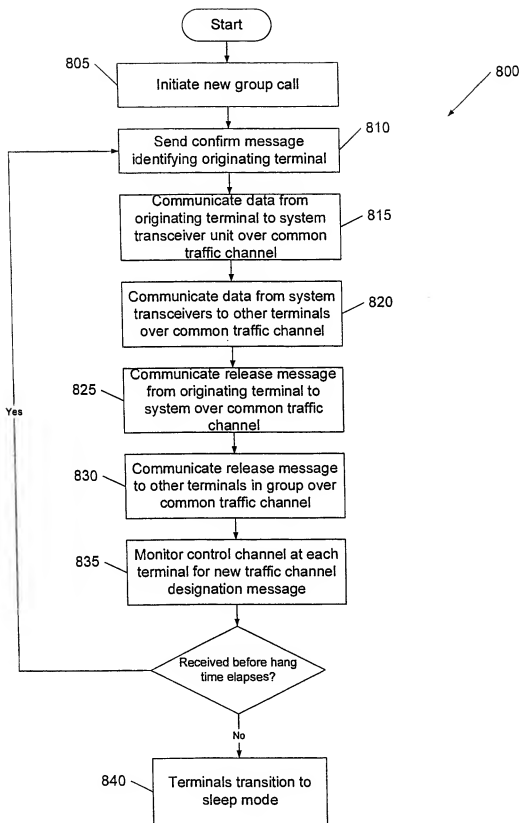 Start
805
Initiate new group call
800
810
Send confirm message
identifying originating terminal
Communicate data from
originating terminal to system
transceiver unit over common
traffic channel
815
Communicate data from system
transceivers to other terminals
over common traffic channel
820
825
Communicate release message
from originating terminal to
system over common traffic
channel
Yes
830
Communicate release message
to other terminals in group over
common traffic channel
835
Monitor control channel at each
terminal for new traffic channel
designation message
Received before hang
time elapses?
No
840
Terminals transition to
sleep mode